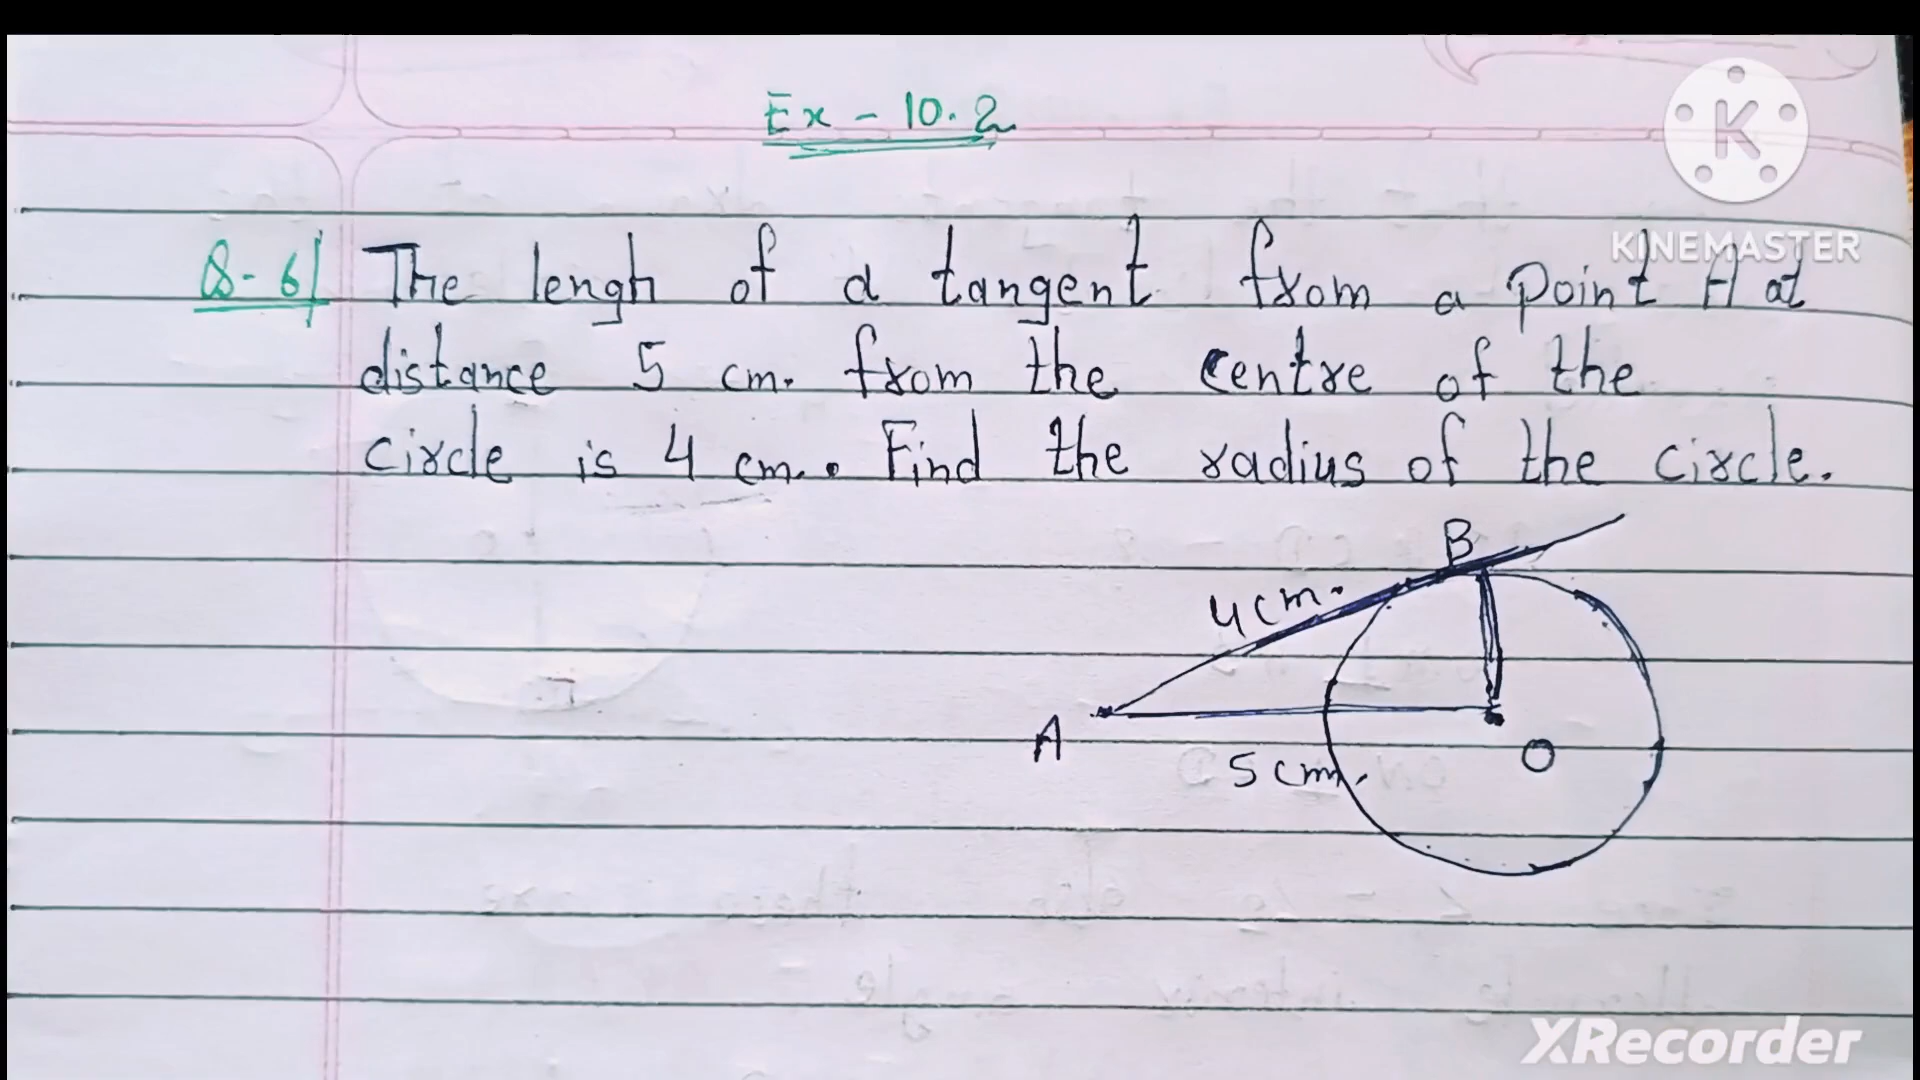 Ex - 10.2
K
KINEMASTER
Q-6| The lengh of a tangent from a point A at
distance 5 cm. from the centre of the
circle is 4 cm. Find the radius of the circle.
B
4cm.
A
5cm.
O
XRecorder